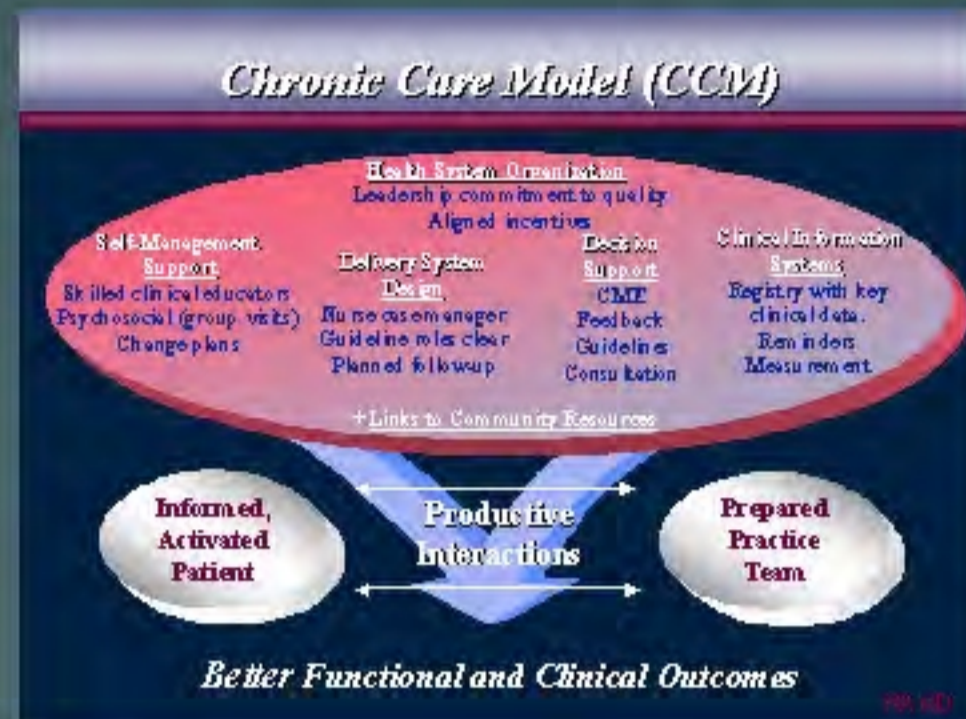 Chronic Care Model (CCM)
Health System Organization
Leadership commitment to quality
Aligned incentives
Self-Management
Support
Skilled clinical educators
Psychosocial (group visits)
Change plans
Delivery System
Design
Nurse case manager
Guideline roles clear
Planned followup
Decision
Support
CME
Feedback
Guidelines
Consultation
Clinical Information
Systems
Registry with key
clinical data.
Reminders
Measurement
+Links to Community Resources
Informed,
Activated
Patient
Productive
Interactions
Prepared
Practice
Team
Better Functional and Clinical Outcomes